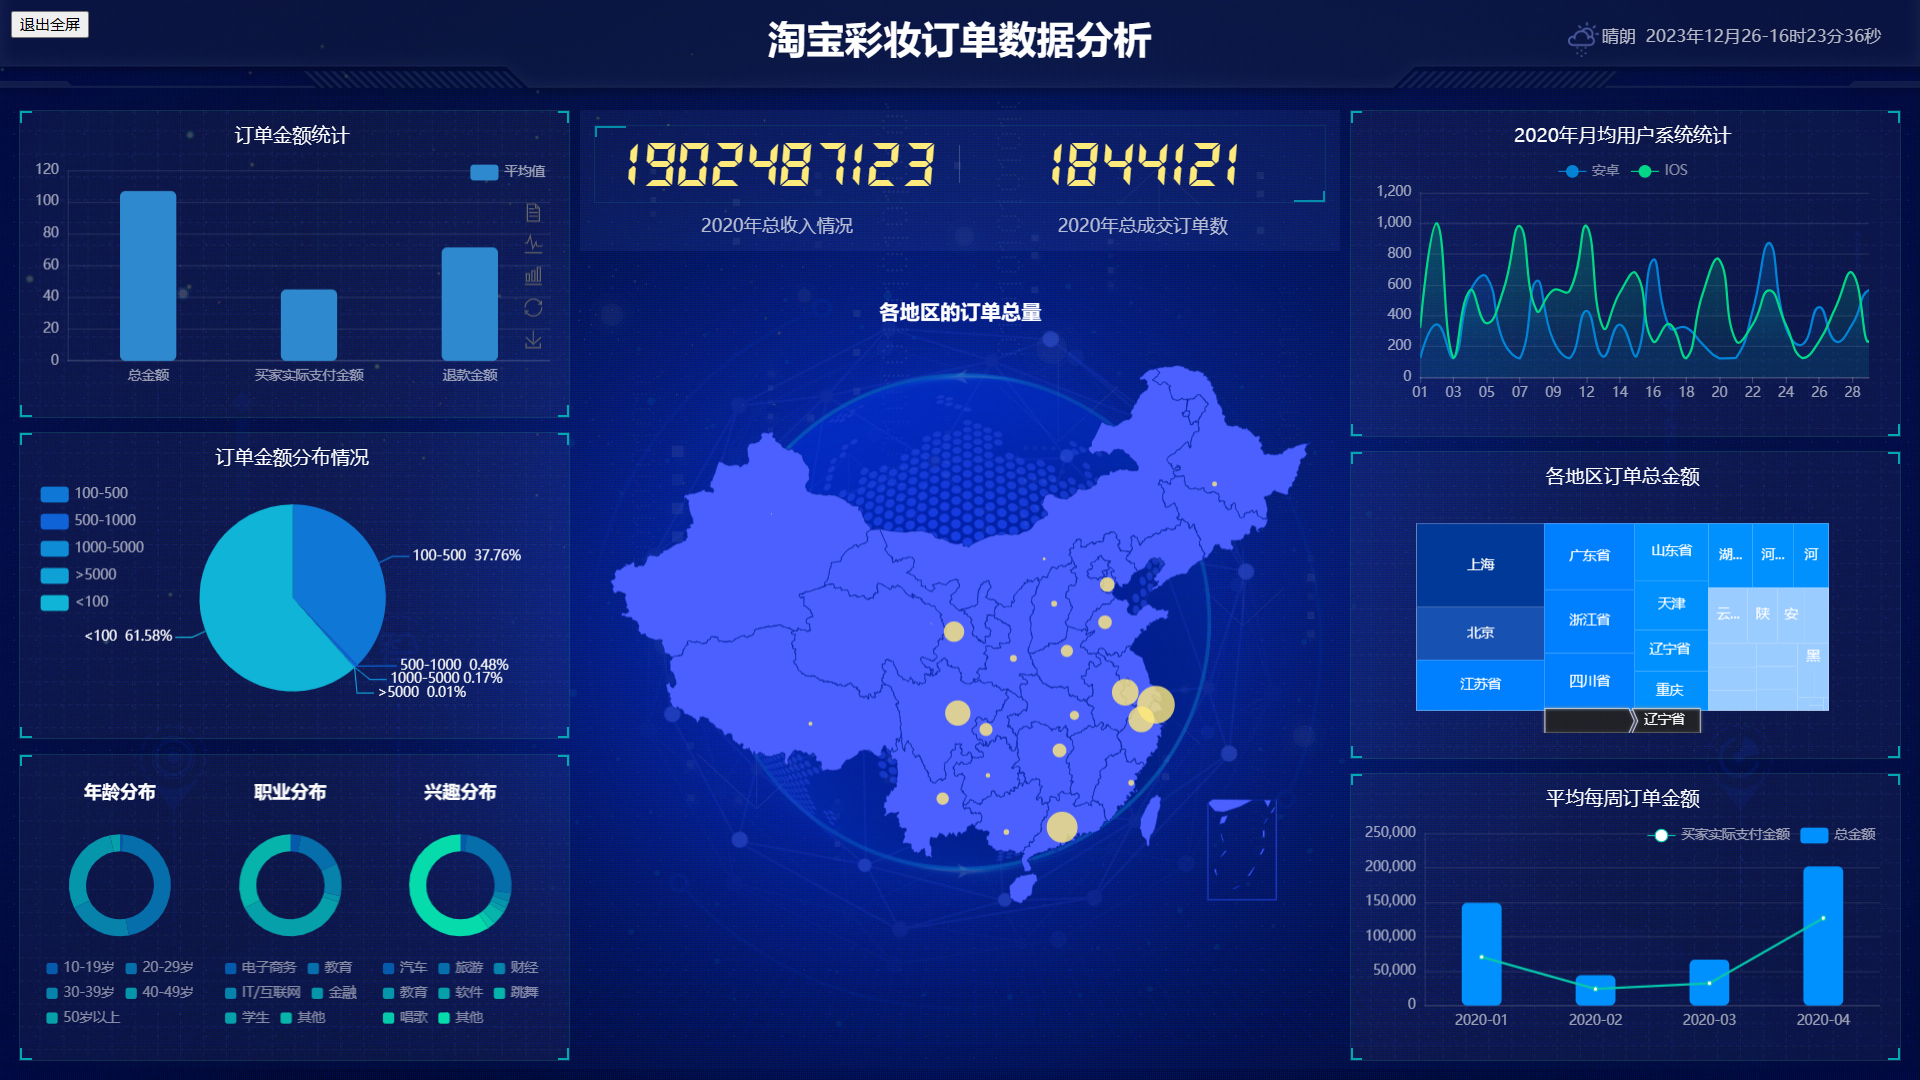 退出全屏
淘宝彩妆订单数据分析
晴朗 2023年12月26-16时23分36秒
订单金额统计
平均值
120
100
80
60
40
20
0
总金额 买家实际支付金额 退款金额
订单金额分布情况
100-500
500-1000
1000-5000
>5000
<100
100-500 37.76%
<100 61.58%
500-1000 0.48%
1000-5000 0.17%
>5000 0.01%
年龄分布 职业分布 兴趣分布
10-19岁 20-29岁
30-39岁 40-49岁
50岁以上
电子商务 教育
IT/互联网 金融
学生 其他
汽车 旅游 财经
教育 软件 跳舞
唱歌 其他
1902487123 1844121
2020年总收入情况 2020年总成交订单数
各地区的订单总量
2020年月均用户系统统计
安卓 IOS
1,200
1,000
800
600
400
200
0
01 03 05 07 09 12 14 16 18 20 22 24 26 28
各地区订单总金额
上海
北京
江苏省
广东省
浙江省
四川省
山东省
天津
辽宁省
重庆
湖... 河... 河
云... 陕 安
黑
辽宁省
平均每周订单金额
买家实际支付金额 总金额
250,000
200,000
150,000
100,000
50,000
0
2020-01 2020-02 2020-03 2020-04